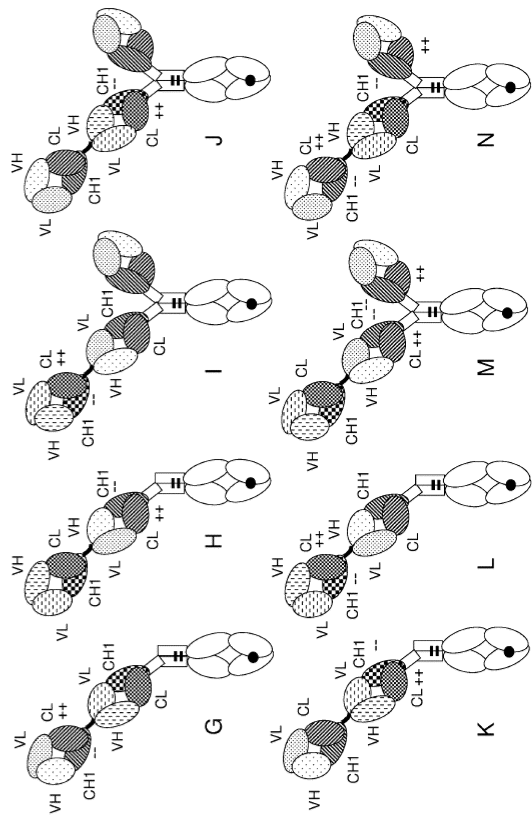 VL
VH CL
++
CH1
--
VL
CH1
VH
CL
G
VH
VL
CH1
VH
CH1
--
VL
CL
++
H
VL
VH CL
++
CH1
--
VL
CH1
VH
CL
I
VH
VL CL
CH1
VH
CH1
--
VL
CL
++
J
VL
CH1
--
VH
CL
++
K
VH
VL CL
++
CH1
--
VH
CH1
VL
CL
L
VL
VH
CH1
VL
CH1
--
--
VH
CL
++
++
M
VH
VL CL
++
CH1
--
VH
CH1
--
VL
CL
++
N